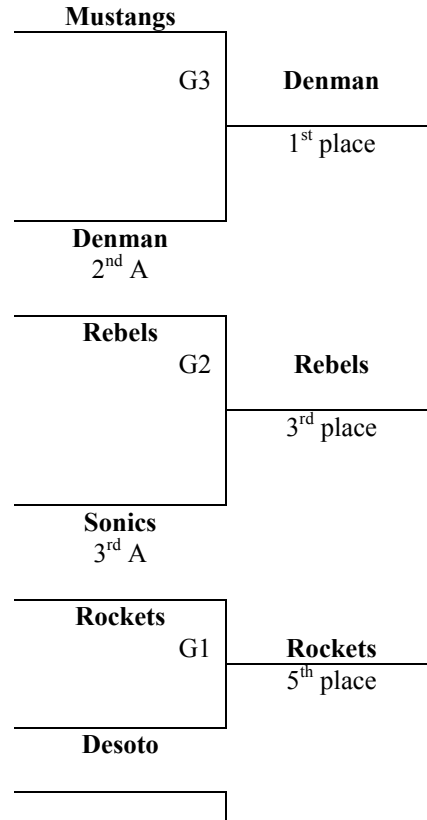 Mustangs
G3
Denman
1st place
Denman
2nd A
Rebels
G2
Rebels
3rd place
Sonics
3rd A
Rockets
G1
Rockets
5th place
Desoto